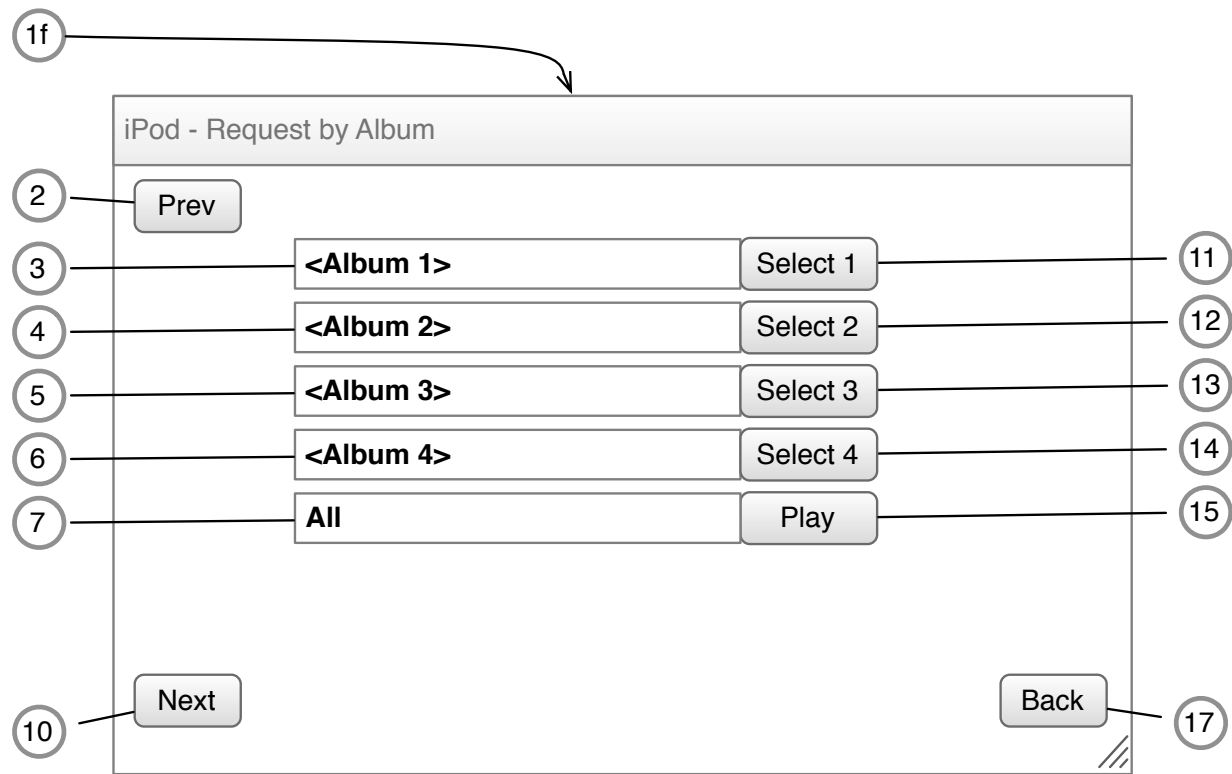 1f
iPod - Request by Album
2 Prev
3 <Album 1> Select 1 11
4 <Album 2> Select 2 12
5 <Album 3> Select 3 13
6 <Album 4> Select 4 14
7 All Play 15
10 Next Back 17